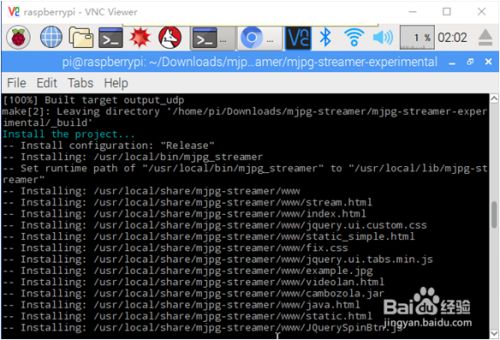 raspberrypi - VNC Viewer
1 % 02:02
pi@raspberrypi: ~/Downloads/mjp...amer/mjpg-streamer-experimental
File Edit Tabs Help
[100%] Built target output_udp
make[2]: Leaving directory '/home/pi/Downloads/mjpg-streamer/mjpg-streamer-exper
imental/_build'
Install the project...
-- Install configuration: "Release"
-- Installing: /usr/local/bin/mjpg_streamer
-- Set runtime path of "/usr/local/bin/mjpg_streamer" to "/usr/local/lib/mjpg-st
reamer"
-- Installing: /usr/local/share/mjpg-streamer/www
-- Installing: /usr/local/share/mjpg-streamer/www/stream.html
-- Installing: /usr/local/share/mjpg-streamer/www/index.html
-- Installing: /usr/local/share/mjpg-streamer/www/jquery.ui.custom.css
-- Installing: /usr/local/share/mjpg-streamer/www/static_simple.html
-- Installing: /usr/local/share/mjpg-streamer/www/fix.css
-- Installing: /usr/local/share/mjpg-streamer/www/jquery.ui.tabs.min.js
-- Installing: /usr/local/share/mjpg-streamer/www/example.jpg
-- Installing: /usr/local/share/mjpg-streamer/www/videolan.html
-- Installing: /usr/local/share/mjpg-streamer/www/cambozola.jar
-- Installing: /usr/local/share/mjpg-streamer/www/java.html
-- Installing: /usr/local/share/mjpg-streamer/www/static.html
-- Installing: /usr/local/share/mjpg-streamer/www/JQuerySpinBtn.js
Baidu 经验
jingyan.baidu.com